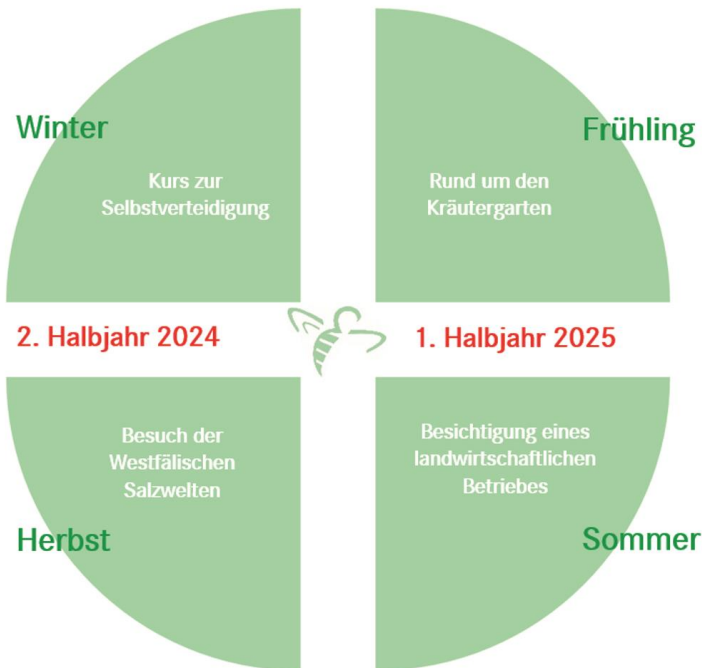 Winter
Kurs zur
Selbstverteidigung
Frühling
Rund um den
Kräutergarten
2. Halbjahr 2024
1. Halbjahr 2025
Besuch der
Westfälischen
Salzwelten
Herbst
Besichtigung eines
landwirtschaftlichen
Betriebes
Sommer